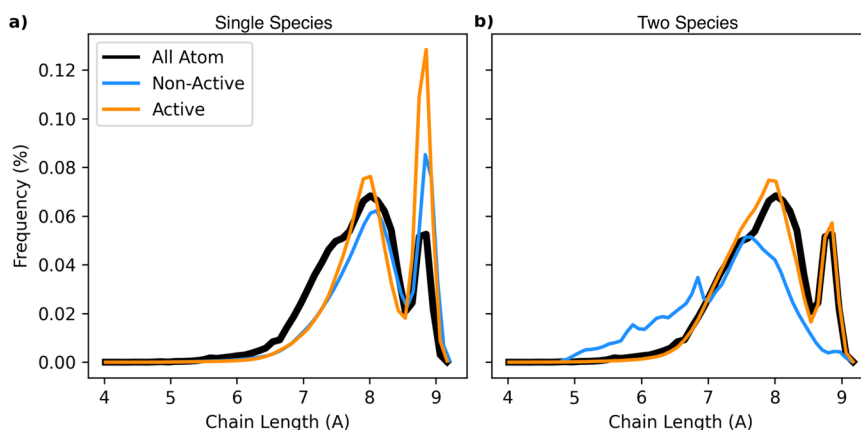 a)
Single Species
All Atom
Non-Active
Active
0.12
0.10
0.08
0.06
0.04
0.02
0.00
Frequency (%)
4 5 6 7 8 9
Chain Length (A)
b)
Two Species
4 5 6 7 8 9
Chain Length (A)